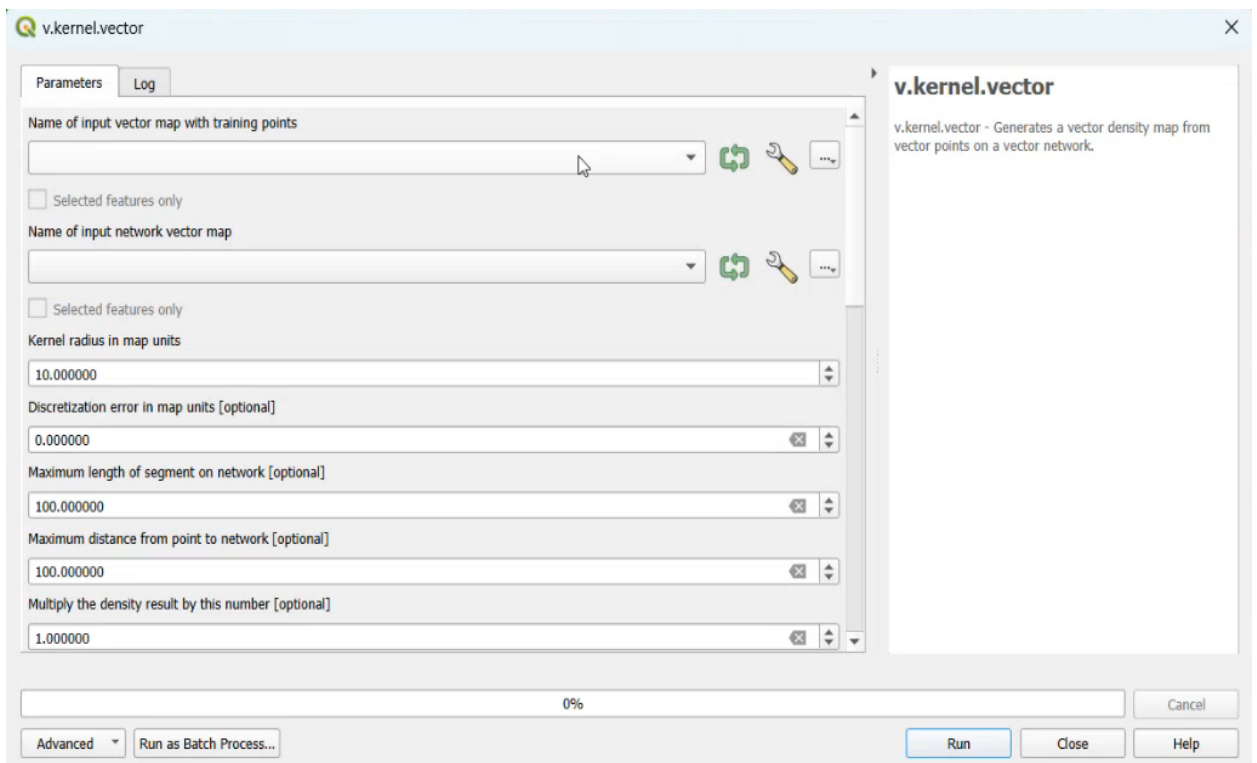 v.kernel.vector
Parameters
Log
Name of input vector map with training points
...
Selected features only
Name of input network vector map
...
Selected features only
Kernel radius in map units
10.000000
Discretization error in map units [optional]
0.000000
Maximum length of segment on network [optional]
100.000000
Maximum distance from point to network [optional]
100.000000
Multiply the density result by this number [optional]
1.000000
v.kernel.vector
v.kernel.vector - Generates a vector density map from
vector points on a vector network.
0%
Cancel
Advanced
Run as Batch Process...
Run
Close
Help